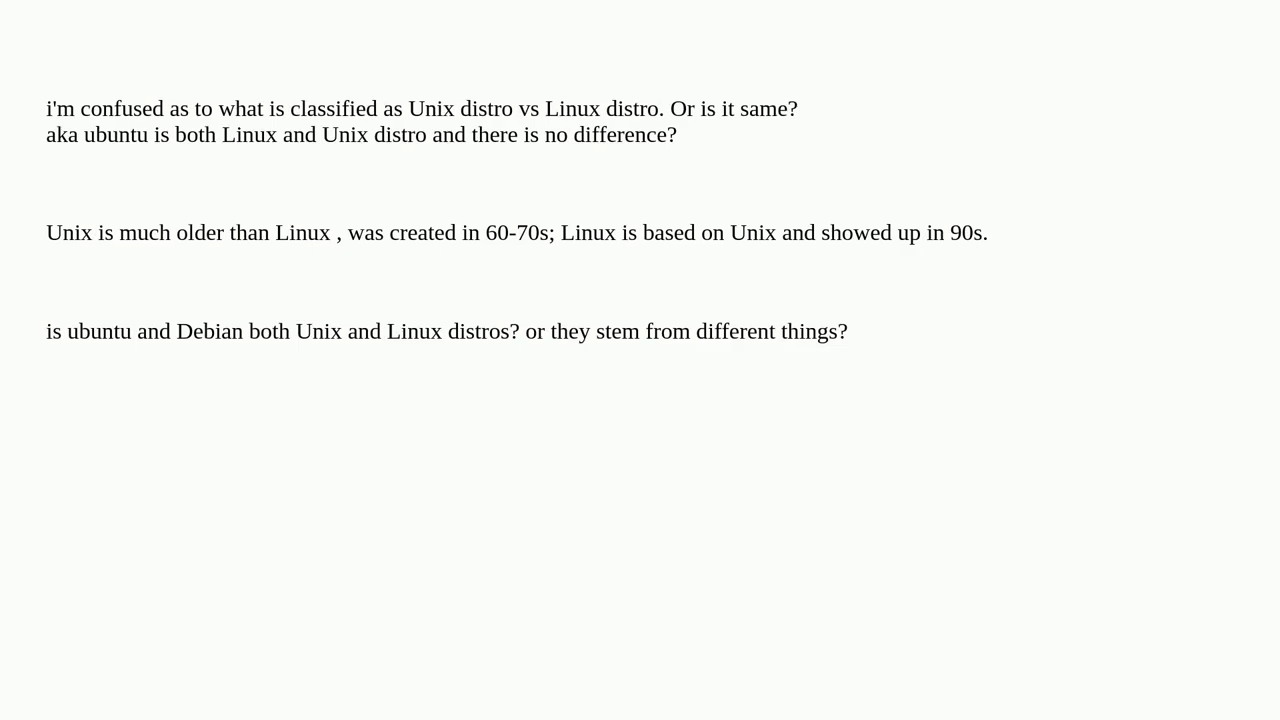 i'm confused as to what is classified as Unix distro vs Linux distro. Or is it same?
aka ubuntu is both Linux and Unix distro and there is no difference?
Unix is much older than Linux , was created in 60-70s; Linux is based on Unix and showed up in 90s.
is ubuntu and Debian both Unix and Linux distros? or they stem from different things?